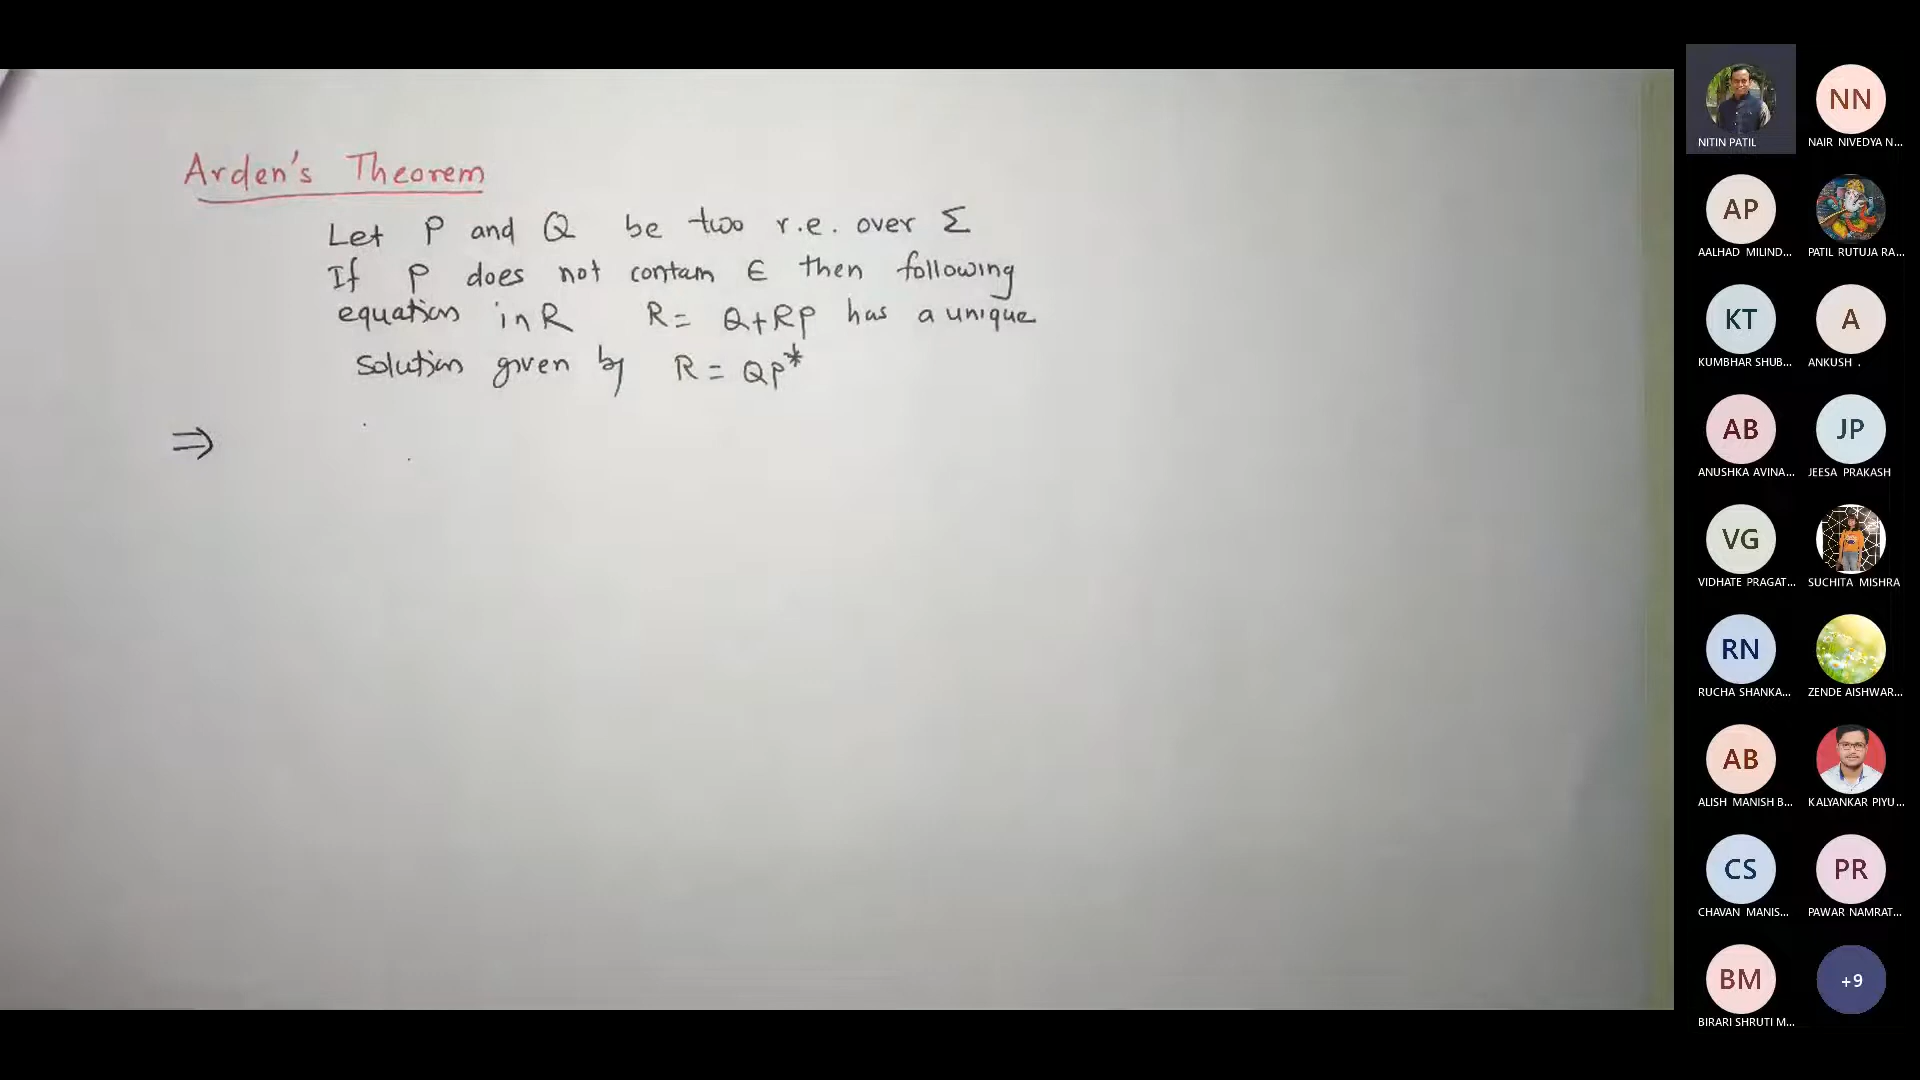 Arden's Theorem
Let P and Q be two r.e. over Σ
If P does not contain ∈ then following
equation in R R = Q+RP has a unique
solution given by R = QP*
⇒
NITIN PATIL
NN
NAIR NIVEDYA N...
AP
AALHAD MILIND...
PATIL RUTUJA RA...
KT
KUMBHAR SHUB...
A
ANKUSH .
AB
ANUSHKA AVINA...
JP
JEESA PRAKASH
VG
VIDHATE PRAGAT...
SUCHITA MISHRA
RN
RUCHA SHANKA...
ZENDE AISHWAR...
AB
ALISH MANISH B...
KALYANKAR PIYU...
CS
CHAVAN MANIS...
PR
PAWAR NAMRAT...
BM
BIRARI SHRUTI M...
+9